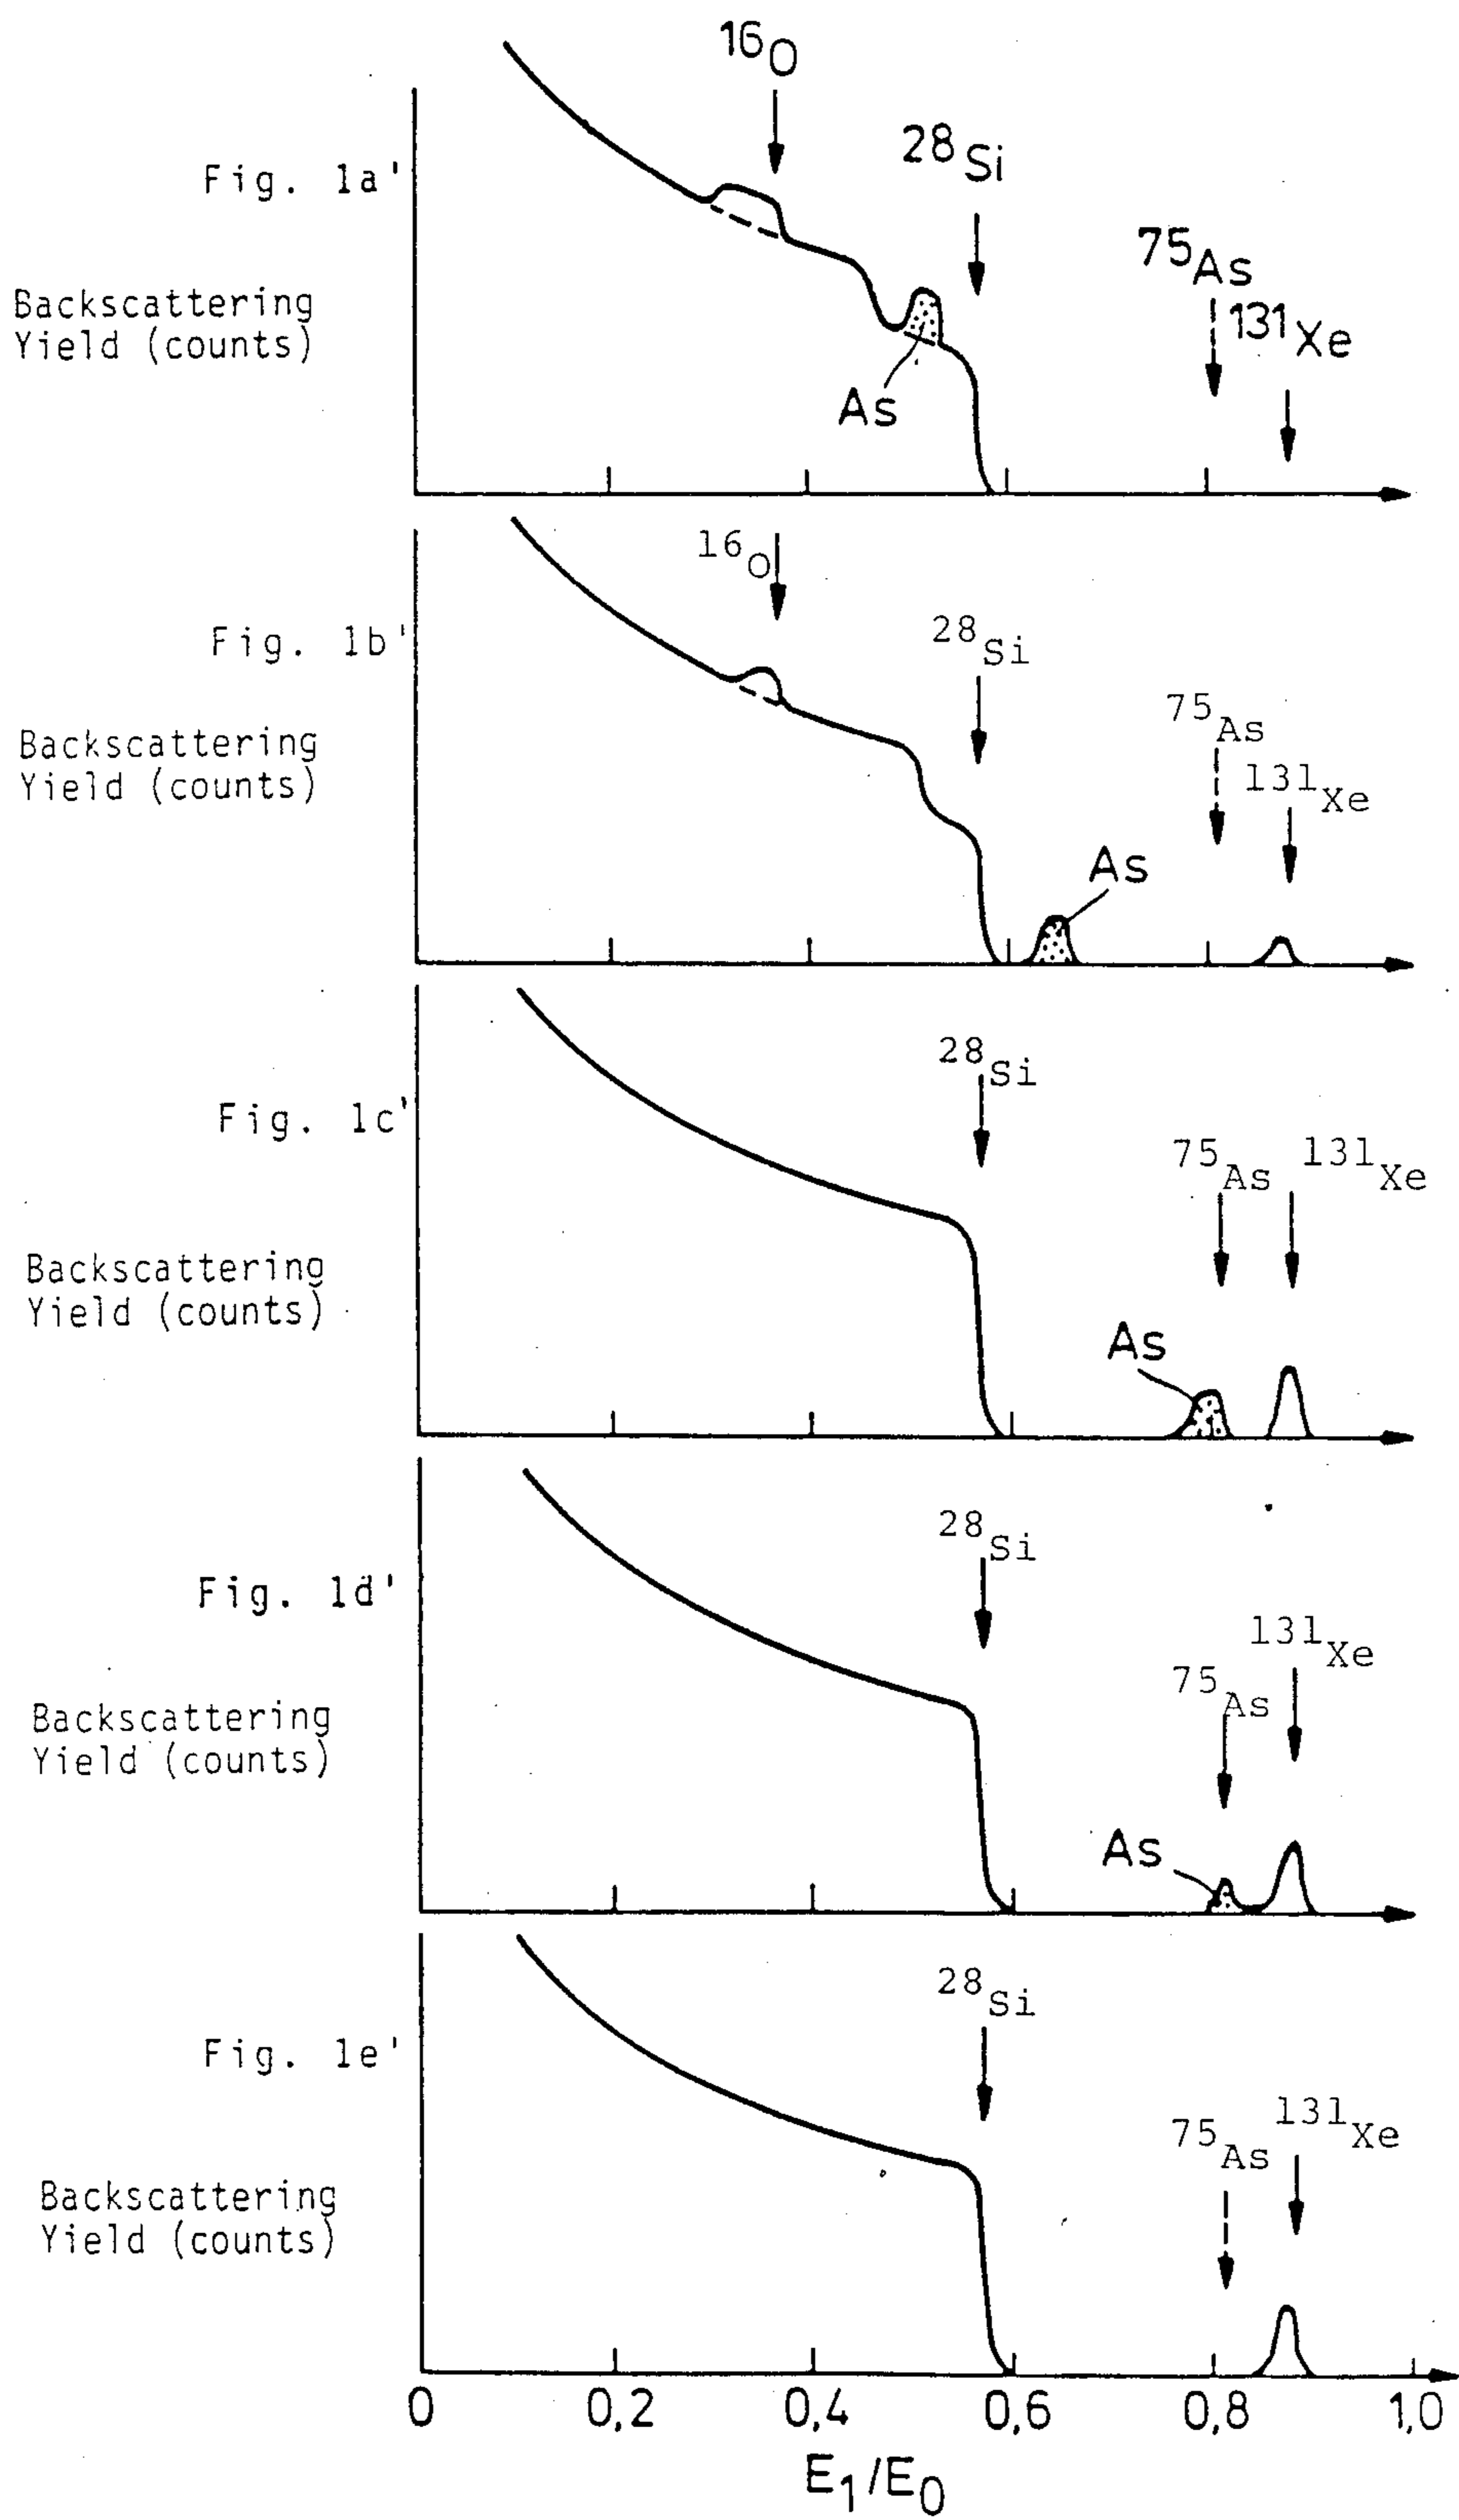 ¹⁶O
²⁸Si
Fig. 1a'
⁷⁵As
Backscattering
Yield (counts)
¹³¹Xe
As
¹⁶O
Fig. 1b'
²⁸Si
⁷⁵As
Backscattering
Yield (counts)
¹³¹Xe
As
²⁸Si
Fig. 1c'
⁷⁵As ¹³¹Xe
Backscattering
Yield (counts)
As
²⁸Si
Fig. 1d'
¹³¹Xe
⁷⁵As
Backscattering
Yield (counts)
As
²⁸Si
Fig. 1e'
¹³¹Xe
⁷⁵As
Backscattering
Yield (counts)
0 0,2 0,4 0,6 0,8 1,0
E₁/E₀